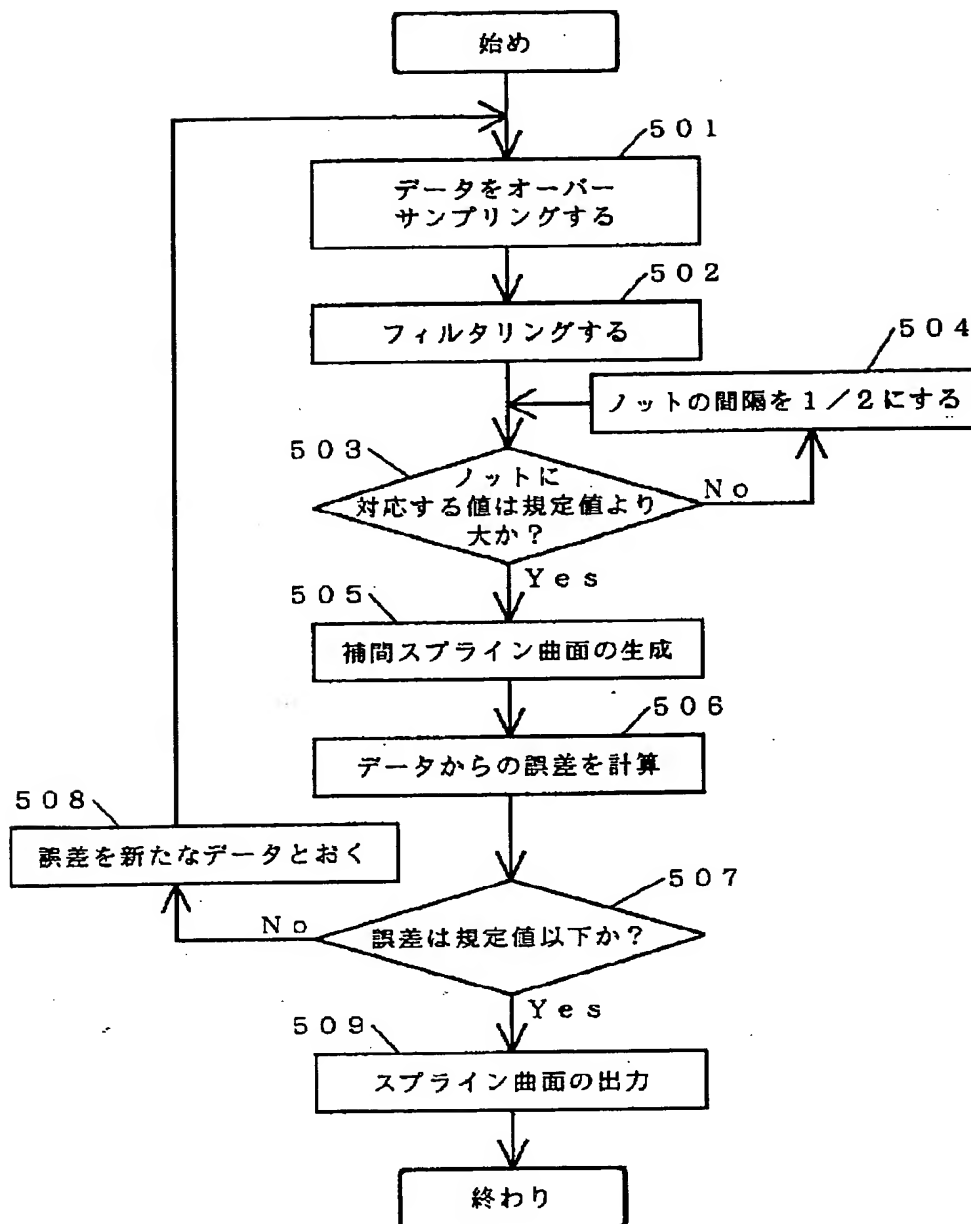 始め
501
データをオーバー
サンプリングする
502
フィルタリングする
504
ノットの間隔を1/2にする
503
ノットに
対応する値は規定値より
大か?
No
Yes
505
補間スプライン曲面の生成
506
データからの誤差を計算
508
誤差を新たなデータとおく
507
誤差は規定値以下か?
No
Yes
509
スプライン曲面の出力
終わり